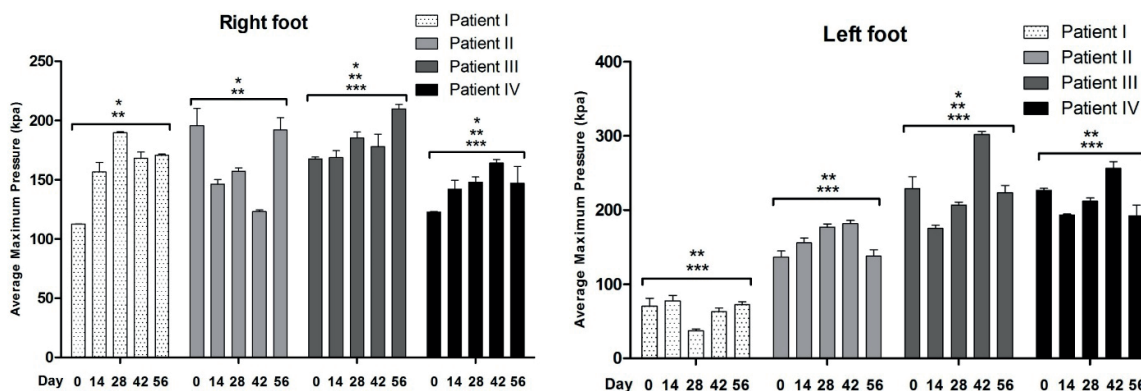 Right foot
Patient I
Patient II
Patient III
Patient IV
Average Maximum Pressure (kpa)
250
200
150
100
50
0
*
**
*
**
*
**
***
*
**
***
Day 0 14 28 42 56 0 14 28 42 56 0 14 28 42 56 0 14 28 42 56
Left foot
Patient I
Patient II
Patient III
Patient IV
Average Maximum Pressure (kpa)
400
300
200
100
0
**
***
**
***
*
**
***
**
***
Day 0 14 28 42 56 0 14 28 42 56 0 14 28 42 56 0 14 28 42 56